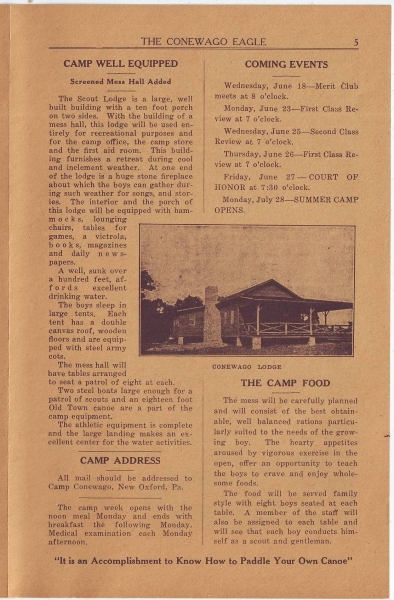 THE CONEWAGO EAGLE 5
CAMP WELL EQUIPPED
Screened Mess Hall Added
The Scout Lodge is a large, well
built building with a ten foot porch
on two sides. With the building of a
mess hall, this lodge will be used en-
tirely for recreational purposes and
for the camp office, the camp store
and the first aid room. This build-
ing furnishes a retreat during cool
and inclement weather. At one end
of the lodge is a huge stone fireplace
about which the boys can gather dur-
ing such weather for songs, and stor-
ies. The interior and the porch of
this lodge will be equipped with ham-
mocks, lounging
chairs, tables for
games, a victrola,
books, magazines
and daily news-
papers.
A well, sunk over
a hundred feet, af-
fords excellent
drinking water.
The boys sleep in
large tents. Each
tent has a double
canvas roof, wooden
floors and are equip-
ped with steel army
cots.
The mess hall will
have tables arranged
to seat a patrol of eight at each.
Two steel boats large enough for a
patrol of scouts and an eighteen foot
Old Town canoe are a part of the
camp equipment.
The athletic equipment is complete
and the large landing makes an ex-
cellent center for the water activities.
CAMP ADDRESS
All mail should be addressed to
Camp Conewago, New Oxford, Pa.
The camp week opens with the
noon meal Monday and ends with
breakfast the following Monday.
Medical examination each Monday
afternoon.
COMING EVENTS
Wednesday, June 18—Merit Club
meets at 8 o'clock.
Monday, June 23—First Class Re-
view at 7 o'clock.
Wednesday, June 25—Second Class
Review at 7 o'clock.
Thursday, June 26—First Class Re-
view at 7 o'clock.
Friday, June 27—COURT OF
HONOR at 7:30 o'clock.
Monday, July 28—SUMMER CAMP
OPENS.
CONEWAGO LODGE
THE CAMP FOOD
The mess will be carefully planned
and will consist of the best obtain-
able, well balanced rations particu-
larly suited to the needs of the grow-
ing boy. The hearty appetites
aroused by vigorous exercise in the
open, offer an opportunity to teach
the boys to crave and enjoy whole-
some foods.
The food will be served family
style with eight boys seated at each
table. A member of the staff will
also be assigned to each table and
will see that each boy conducts him-
self as a scout and gentleman.
"It is an Accomplishment to Know How to Paddle Your Own Canoe"